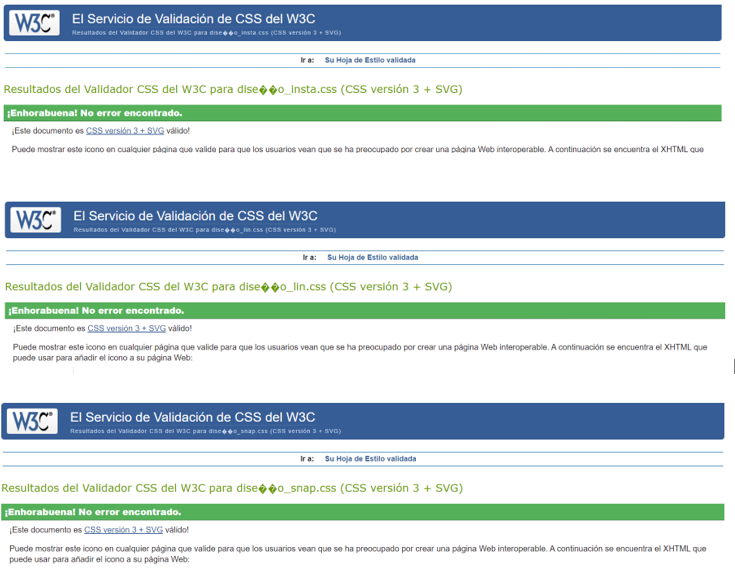 W3C®
El Servicio de Validación de CSS del W3C
Resultados del Validador CSS del W3C para dise��o_insta.css (CSS versión 3 + SVG)
Ir a: Su Hoja de Estilo validada
Resultados del Validador CSS del W3C para dise��o_insta.css (CSS versión 3 + SVG)
¡Enhorabuena! No error encontrado.
¡Este documento es CSS versión 3 + SVG válido!
Puede mostrar este icono en cualquier página que valide para que los usuarios vean que se ha preocupado por crear una página Web interoperable. A continuación se encuentra el XHTML que
W3C®
El Servicio de Validación de CSS del W3C
Resultados del Validador CSS del W3C para dise��o_lin.css (CSS versión 3 + SVG)
Ir a: Su Hoja de Estilo validada
Resultados del Validador CSS del W3C para dise��o_lin.css (CSS versión 3 + SVG)
¡Enhorabuena! No error encontrado.
¡Este documento es CSS versión 3 + SVG válido!
Puede mostrar este icono en cualquier página que valide para que los usuarios vean que se ha preocupado por crear una página Web interoperable. A continuación se encuentra el XHTML que
puede usar para añadir el icono a su página Web:
W3C®
El Servicio de Validación de CSS del W3C
Resultados del Validador CSS del W3C para dise��o_snap.css (CSS versión 3 + SVG)
Ir a: Su Hoja de Estilo validada
Resultados del Validador CSS del W3C para dise��o_snap.css (CSS versión 3 + SVG)
¡Enhorabuena! No error encontrado.
¡Este documento es CSS versión 3 + SVG válido!
Puede mostrar este icono en cualquier página que valide para que los usuarios vean que se ha preocupado por crear una página Web interoperable. A continuación se encuentra el XHTML que
puede usar para añadir el icono a su página Web: